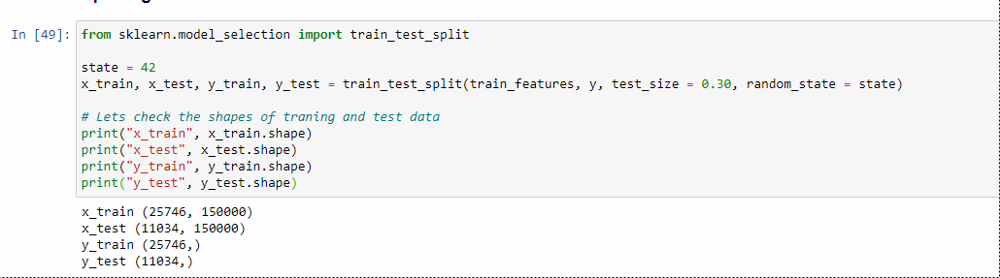 In [49]: from sklearn.model_selection import train_test_split
state = 42
x_train, x_test, y_train, y_test = train_test_split(train_features, y, test_size = 0.30, random_state = state)
# Lets check the shapes of traning and test data
print("x_train", x_train.shape)
print("x_test", x_test.shape)
print("y_train", y_train.shape)
print("y_test", y_test.shape)
x_train (25746, 150000)
x_test (11034, 150000)
y_train (25746,)
y_test (11034,)